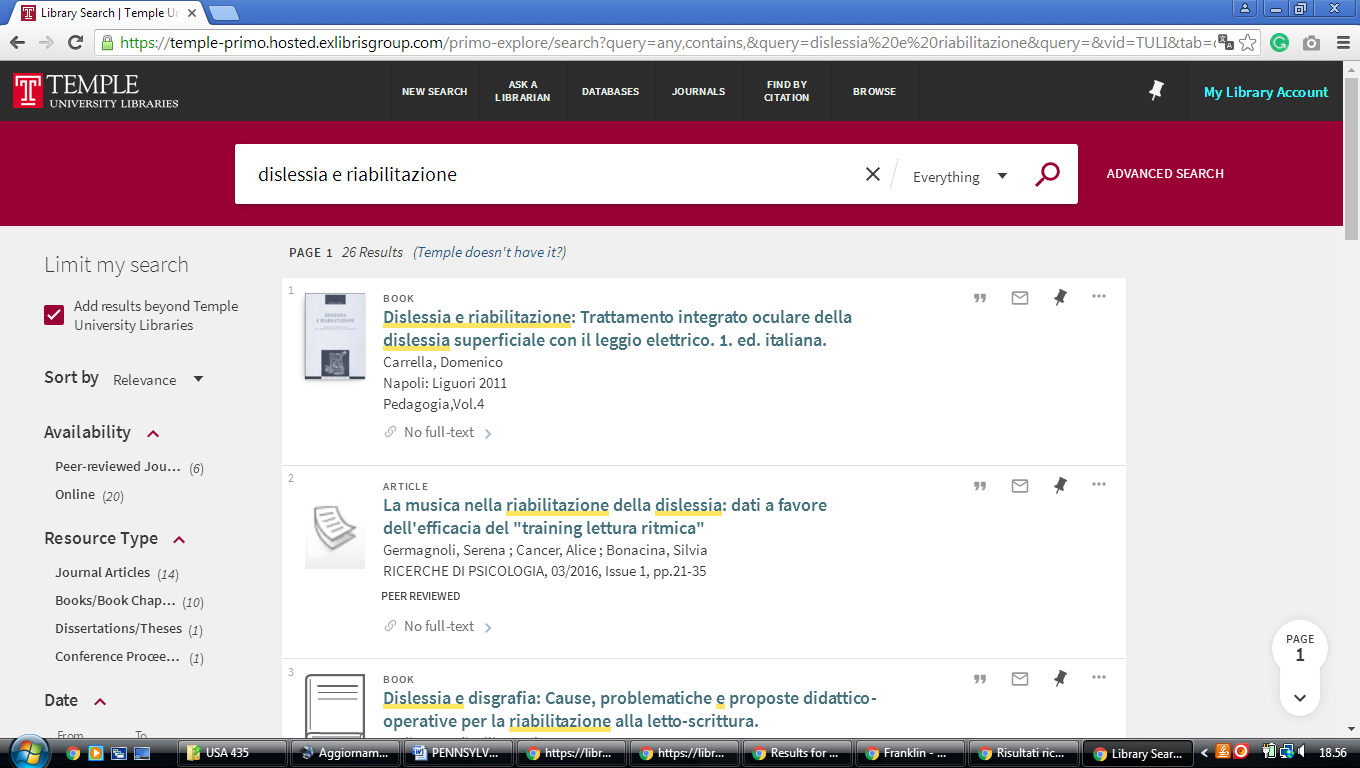 Library Search | Temple Un
https://temple-primo.hosted.exlibrisgroup.com/primo-explore/search?query=any,contains,&query=dislessia%20e%20riabilitazione&query=&vid=TULI&tab=
TEMPLE
UNIVERSITY LIBRARIES
NEW SEARCH
ASK A
LIBRARIAN
DATABASES
JOURNALS
FIND BY
CITATION
BROWSE
My Library Account
dislessia e riabilitazione
Everything
ADVANCED SEARCH
Limit my search
Add results beyond Temple
University Libraries
Sort by Relevance
Availability
Peer-reviewed Jou... (6)
Online (20)
Resource Type
Journal Articles (14)
Books/Book Chap... (10)
Dissertations/Theses (1)
Conference Procee... (1)
Date
From To
PAGE 1 26 Results (Temple doesn't have it?)
1
BOOK
Dislessia e riabilitazione: Trattamento integrato oculare della
dislessia superficiale con il leggio elettrico. 1. ed. italiana.
Carrella, Domenico
Napoli: Liguori 2011
Pedagogia,Vol.4
No full-text
2
ARTICLE
La musica nella riabilitazione della dislessia: dati a favore
dell'efficacia del "training lettura ritmica"
Germagnoli, Serena ; Cancer, Alice ; Bonacina, Silvia
RICERCHE DI PSICOLOGIA, 03/2016, Issue 1, pp.21-35
PEER REVIEWED
No full-text
3
BOOK
Dislessia e disgrafia: Cause, problematiche e proposte didattico-
operative per la riabilitazione alla letto-scrittura.
PAGE
1
USA 435
Aggiornam...
PENNSYLV...
https://libr...
https://libr...
Results for ...
Franklin - ...
Risultati ric...
Library Sear...
18.56